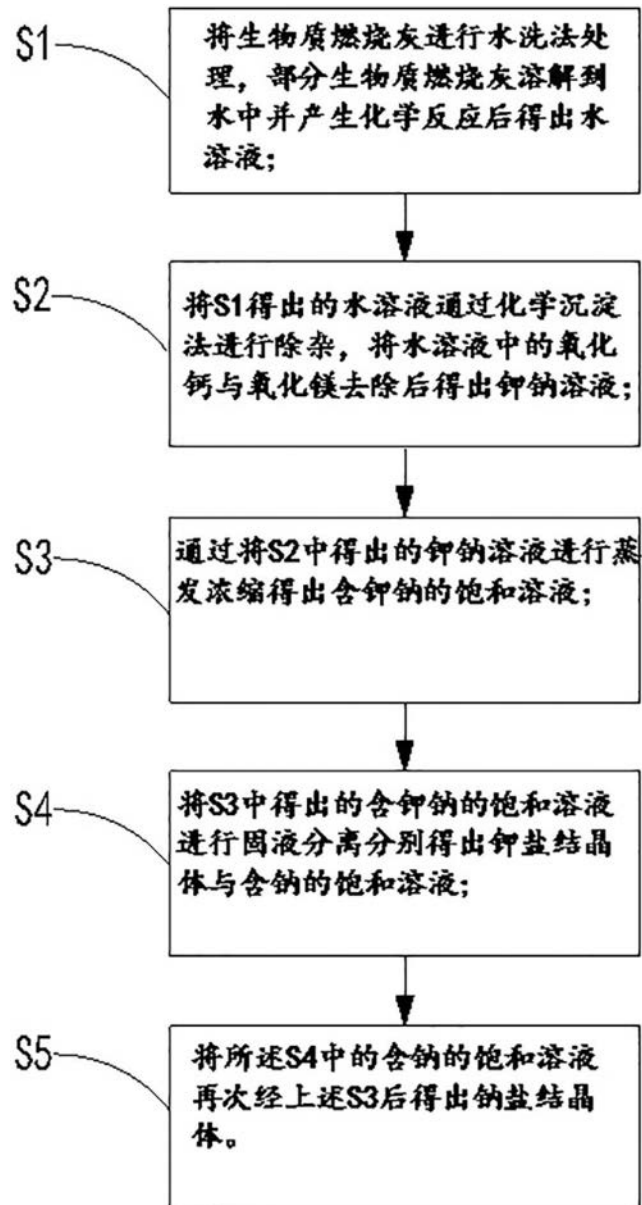 S1
将生物质燃烧灰进行水洗法处
理，部分生物质燃烧灰溶解到
水中并产生化学反应后得出水
溶液；
S2
将S1得出的水溶液通过化学沉淀
法进行除杂，将水溶液中的氧化
钙与氧化镁去除后得出钾钠溶液；
S3
通过将S2中得出的钾钠溶液进行蒸
发浓缩得出含钾钠的饱和溶液；
S4
将S3中得出的含钾钠的饱和溶液
进行固液分离分别得出钾盐结晶
体与含钠的饱和溶液；
S5
将所述S4中的含钠的饱和溶液
再次经上述S3后得出钠盐结晶
体。